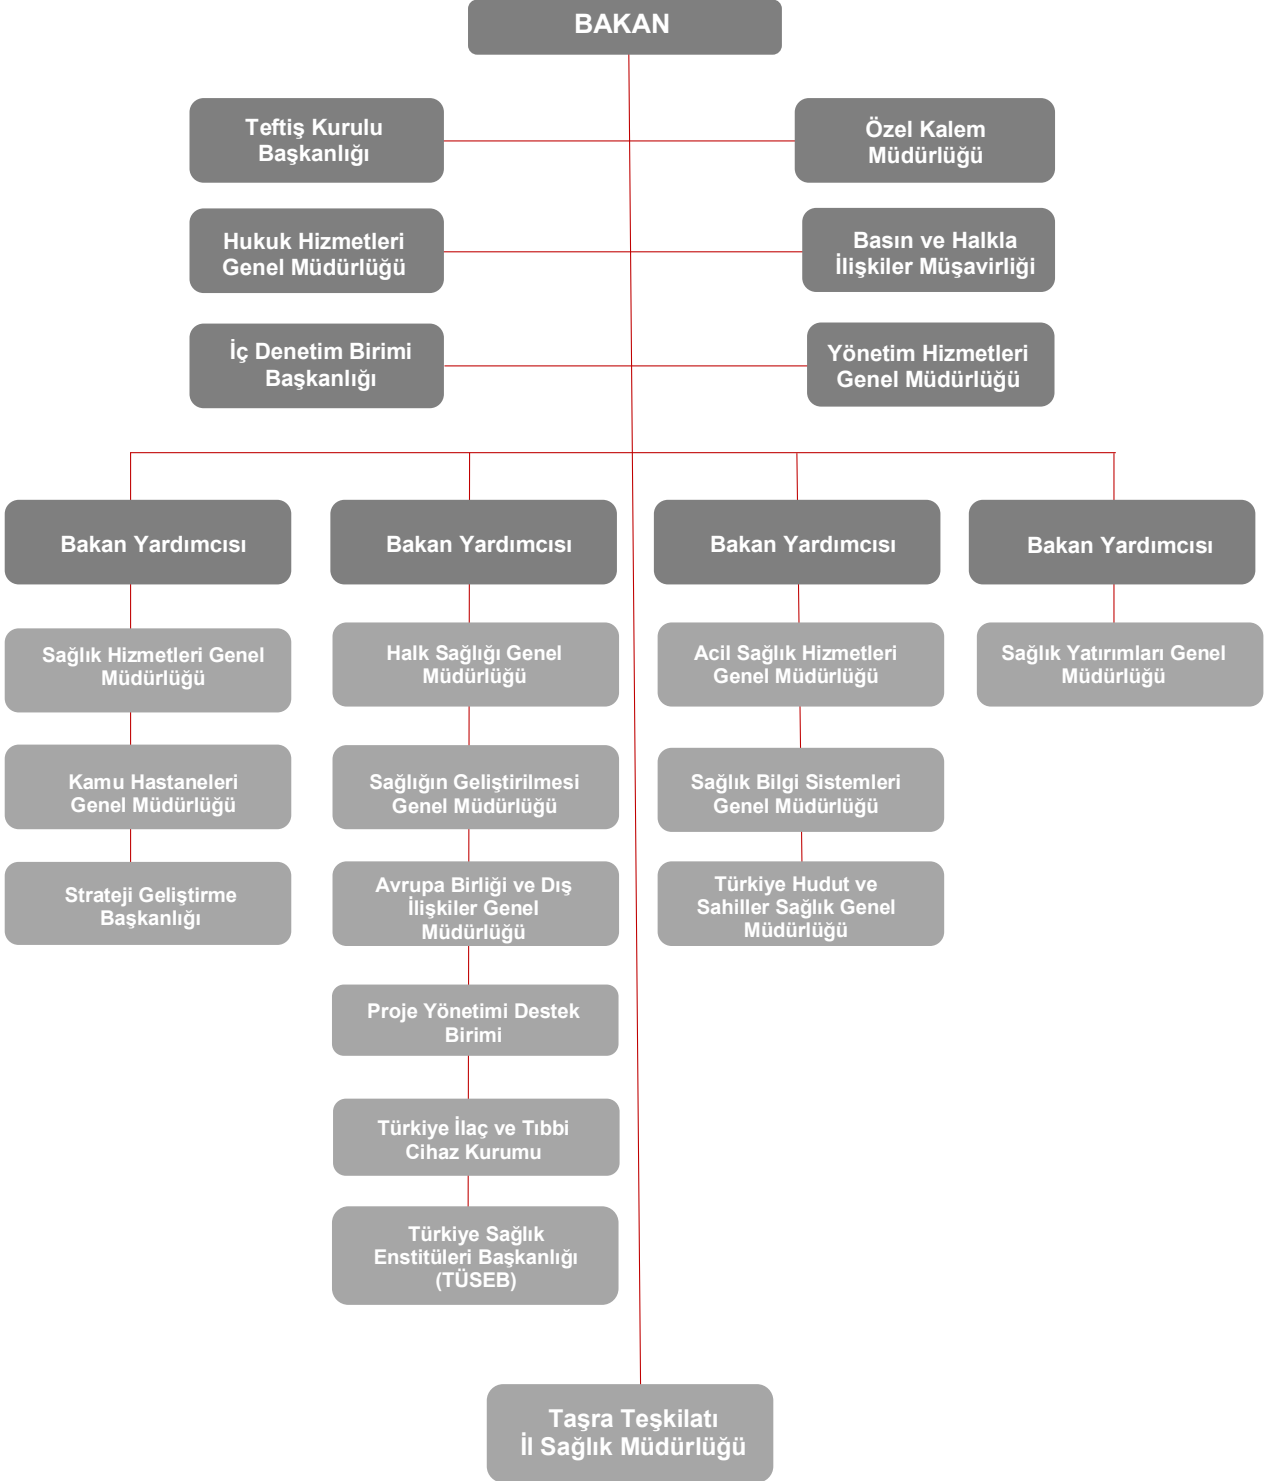 BAKAN
Teftiş Kurulu
Başkanlığı
Özel Kalem
Müdürlüğü
Hukuk Hizmetleri
Genel Müdürlüğü
Basın ve Halkla
İlişkiler Müşavirliği
İç Denetim Birimi
Başkanlığı
Yönetim Hizmetleri
Genel Müdürlüğü
Bakan Yardımcısı
Bakan Yardımcısı
Bakan Yardımcısı
Bakan Yardımcısı
Sağlık Hizmetleri Genel
Müdürlüğü
Halk Sağlığı Genel
Müdürlüğü
Acil Sağlık Hizmetleri
Genel Müdürlüğü
Sağlık Yatırımları Genel
Müdürlüğü
Kamu Hastaneleri
Genel Müdürlüğü
Sağlığın Geliştirilmesi
Genel Müdürlüğü
Sağlık Bilgi Sistemleri
Genel Müdürlüğü
Strateji Geliştirme
Başkanlığı
Avrupa Birliği ve Dış
İlişkiler Genel
Müdürlüğü
Türkiye Hudut ve
Sahiller Sağlık Genel
Müdürlüğü
Proje Yönetimi Destek
Birimi
Türkiye İlaç ve Tıbbi
Cihaz Kurumu
Türkiye Sağlık
Enstitüleri Başkanlığı
(TÜSEB)
Taşra Teşkilatı
İl Sağlık Müdürlüğü